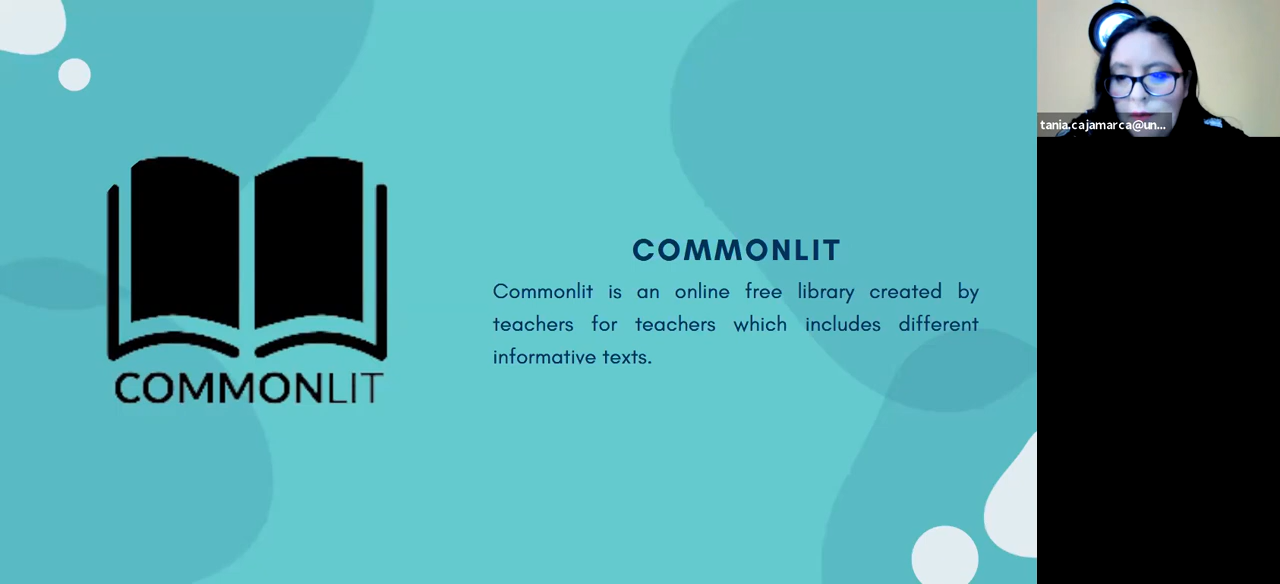 COMMONLIT
COMMONLIT
Commonlit is an online free library created by
teachers for teachers which includes different
informative texts.
tania.cajamarca@un...